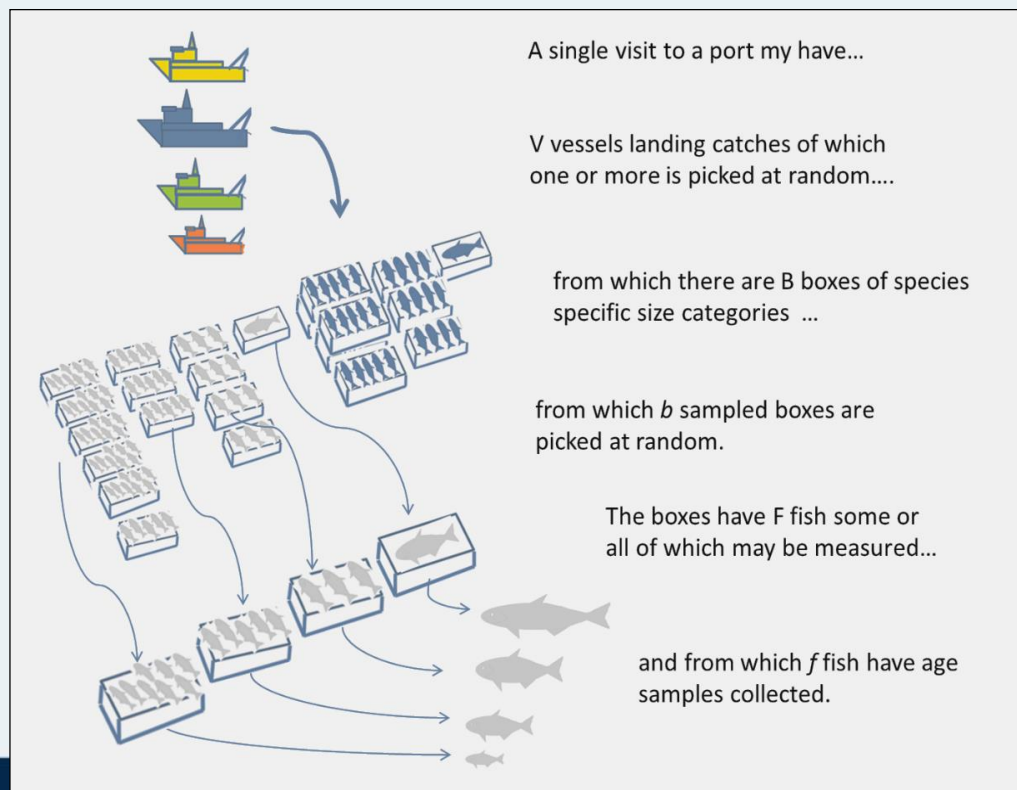 A single visit to a port my have…
V vessels landing catches of which
one or more is picked at random….
from which there are B boxes of species
specific size categories …
from which b sampled boxes are
picked at random.
The boxes have F fish some or
all of which may be measured…
and from which f fish have age
samples collected.